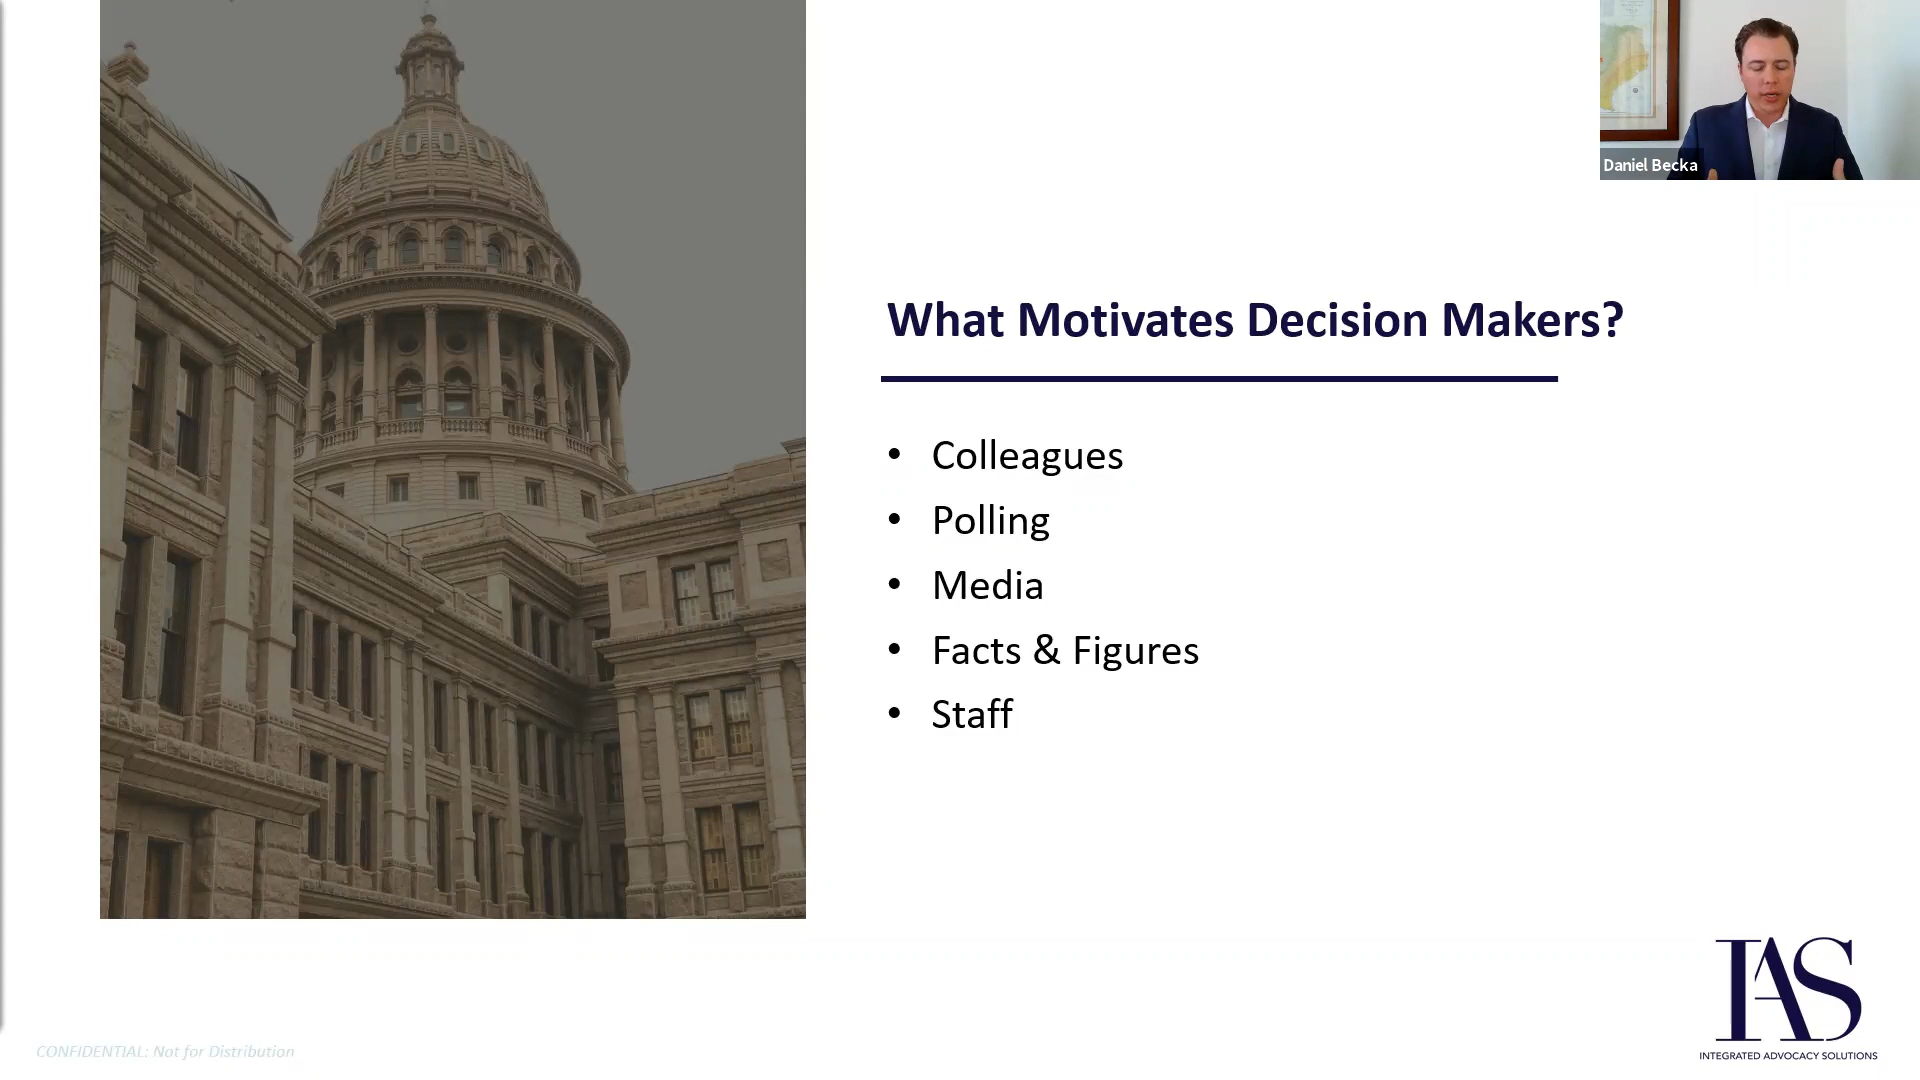 Daniel Becka
What Motivates Decision Makers?
• Colleagues
• Polling
• Media
• Facts & Figures
• Staff
IAS
INTEGRATED ADVOCACY SOLUTIONS
CONFIDENTIAL: Not for Distribution